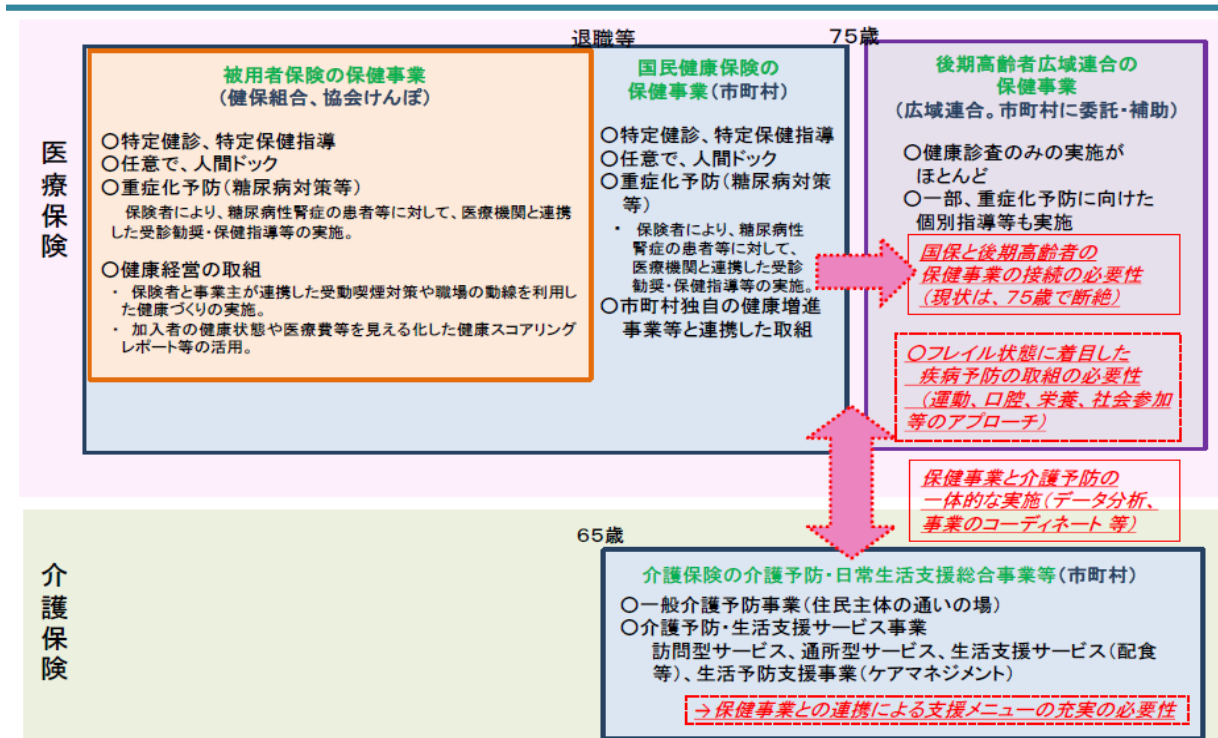 医療保険
退職等
75歳
被用者保険の保健事業
(健保組合、協会けんぽ)
○特定健診、特定保健指導
○任意で、人間ドック
○重症化予防(糖尿病対策等)
保険者により、糖尿病性腎症の患者等に対して、医療機関と連携
した受診勧奨・保健指導等の実施。
○健康経営の取組
・ 保険者と事業主が連携した受動喫煙対策や職場の動線を利用し
た健康づくりの実施。
・ 加入者の健康状態や医療費等を見える化した健康スコアリング
レポート等の活用。
国民健康保険の
保健事業(市町村)
○特定健診、特定保健指導
○任意で、人間ドック
○重症化予防(糖尿病対策
等)
・ 保険者により、糖尿病性
腎症の患者等に対して、
医療機関と連携した受診
勧奨・保健指導等の実施。
○市町村独自の健康増進
事業等と連携した取組
後期高齢者広域連合の
保健事業
(広域連合。市町村に委託・補助)
○健康診査のみの実施が
ほとんど
○一部、重症化予防に向けた
個別指導等も実施
国保と後期高齢者の
保健事業の接続の必要性
(現状は、75歳で断絶)
○フレイル状態に着目した
疾病予防の取組の必要性
(運動、口腔、栄養、社会参加
等のアプローチ)
保健事業と介護予防の
一体的な実施(データ分析、
事業のコーディネート 等)
介護保険
65歳
介護保険の介護予防・日常生活支援総合事業等(市町村)
○一般介護予防事業(住民主体の通いの場)
○介護予防・生活支援サービス事業
訪問型サービス、通所型サービス、生活支援サービス(配食
等)、生活予防支援事業(ケアマネジメント)
→保健事業との連携による支援メニューの充実の必要性